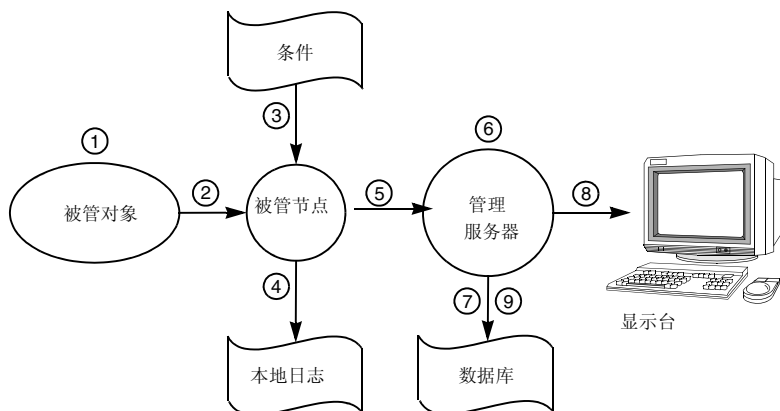 条件
③
①
⑥
②
⑤
⑧
被管对象
被管节点
管理
服务器
④
⑦
⑨
显示台
本地日志
数据库